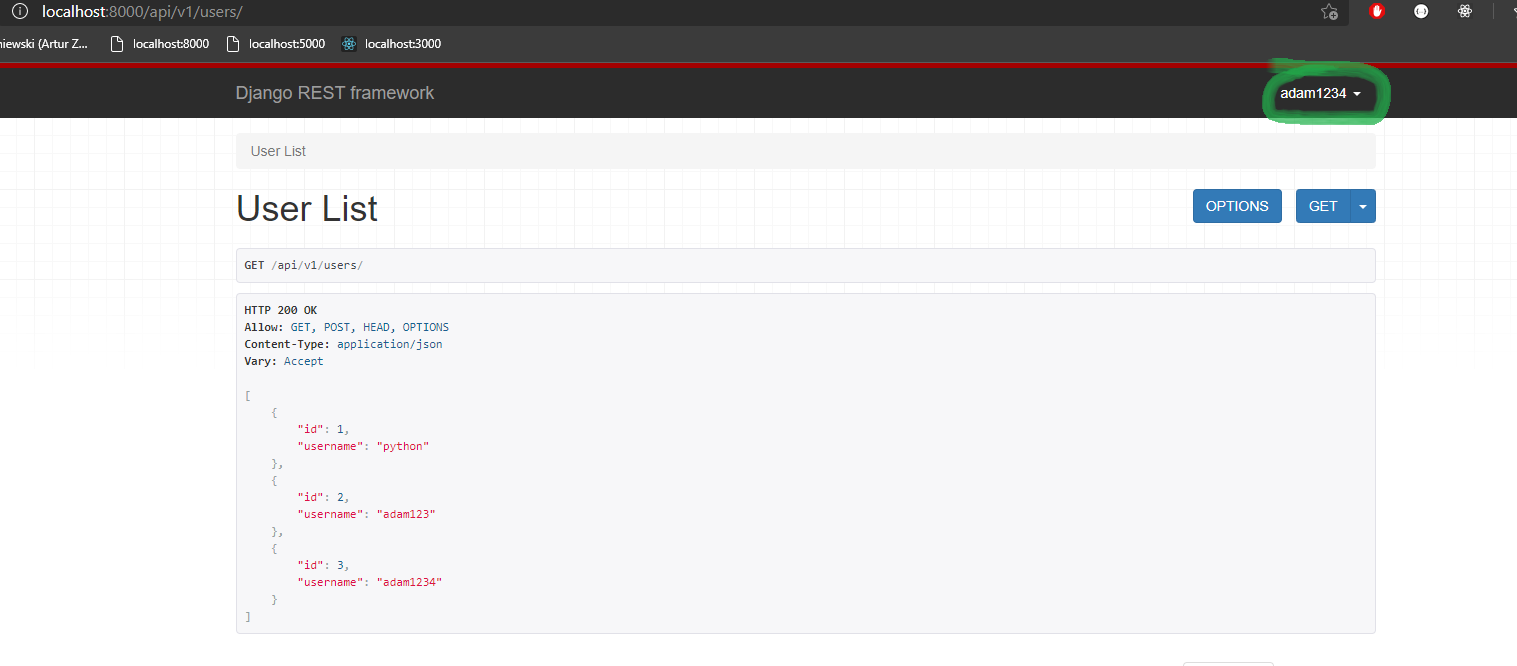 localhost:8000/api/v1/users/
niewski (Artur Z... localhost:8000 localhost:5000 localhost:3000
Django REST framework adam1234
User List
User List OPTIONS GET
GET /api/v1/users/
HTTP 200 OK
Allow: GET, POST, HEAD, OPTIONS
Content-Type: application/json
Vary: Accept
[
    {
        "id": 1,
        "username": "python"
    },
    {
        "id": 2,
        "username": "adam123"
    },
    {
        "id": 3,
        "username": "adam1234"
    }
]